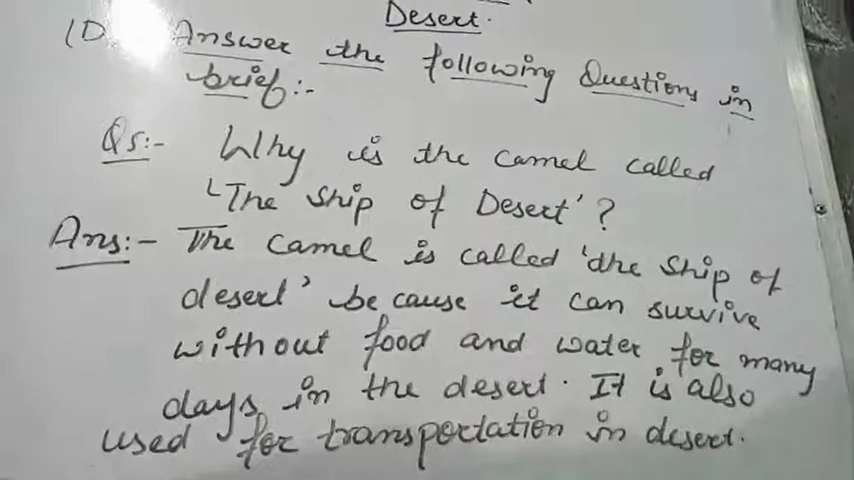 Desert.
1D Answer the following Questions in
brief:-
Q5:- Why is the camel called
'The Ship of Desert'?
Ans:- The camel is called 'the ship of
desert' because it can survive
without food and water for many
days in the desert. It is also
used for transportation in desert.